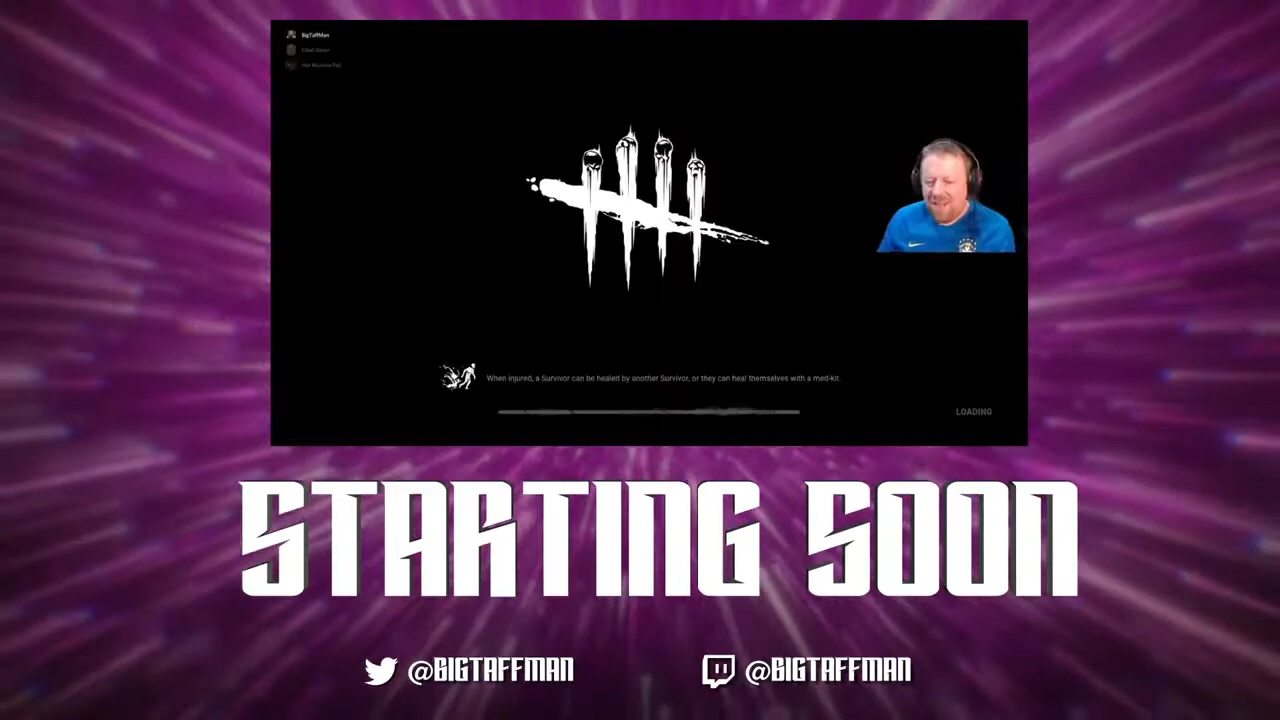 BigTaffMan
When injured, a Survivor can be healed by another Survivor, or they can heal themselves with a med-kit.
LOADING
STARTING SOON
@BIGTAFFMAN
@BIGTAFFMAN